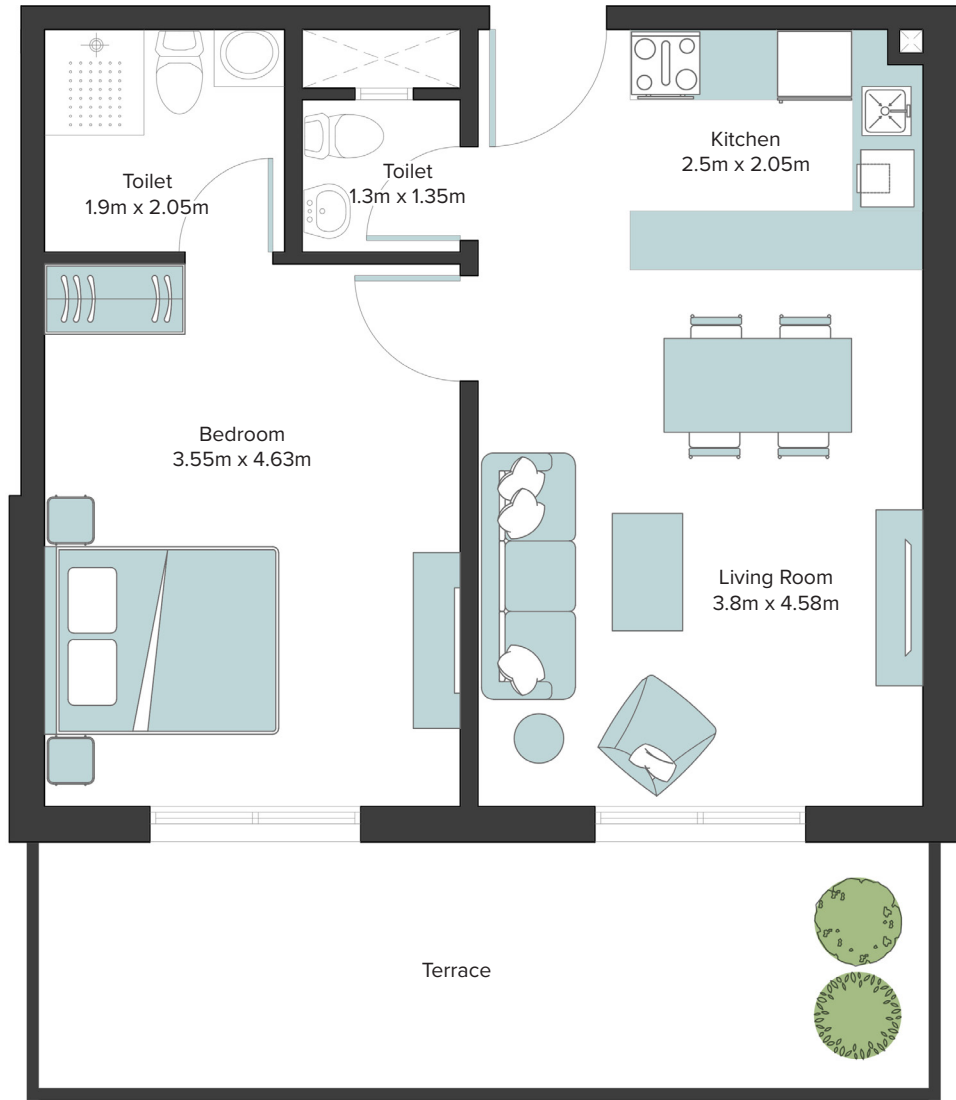 Kitchen
2.5m x 2.05m
Toilet
1.9m x 2.05m
Toilet
1.3m x 1.35m
Bedroom
3.55m x 4.63m
Living Room
3.8m x 4.58m
Terrace